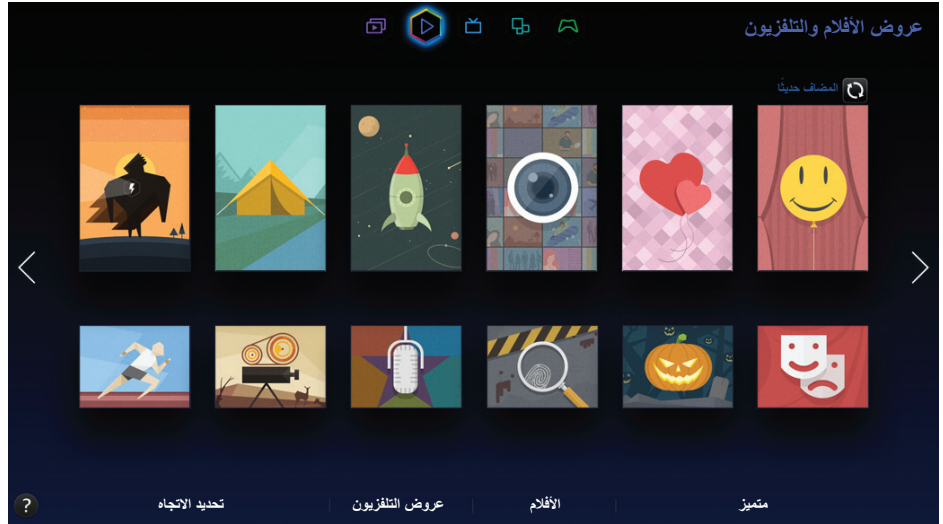 عروض الأفلام والتلفزيون
المضاف حديثًا
متميز
الأفلام
عروض التلفزيون
تحديد الاتجاه
?